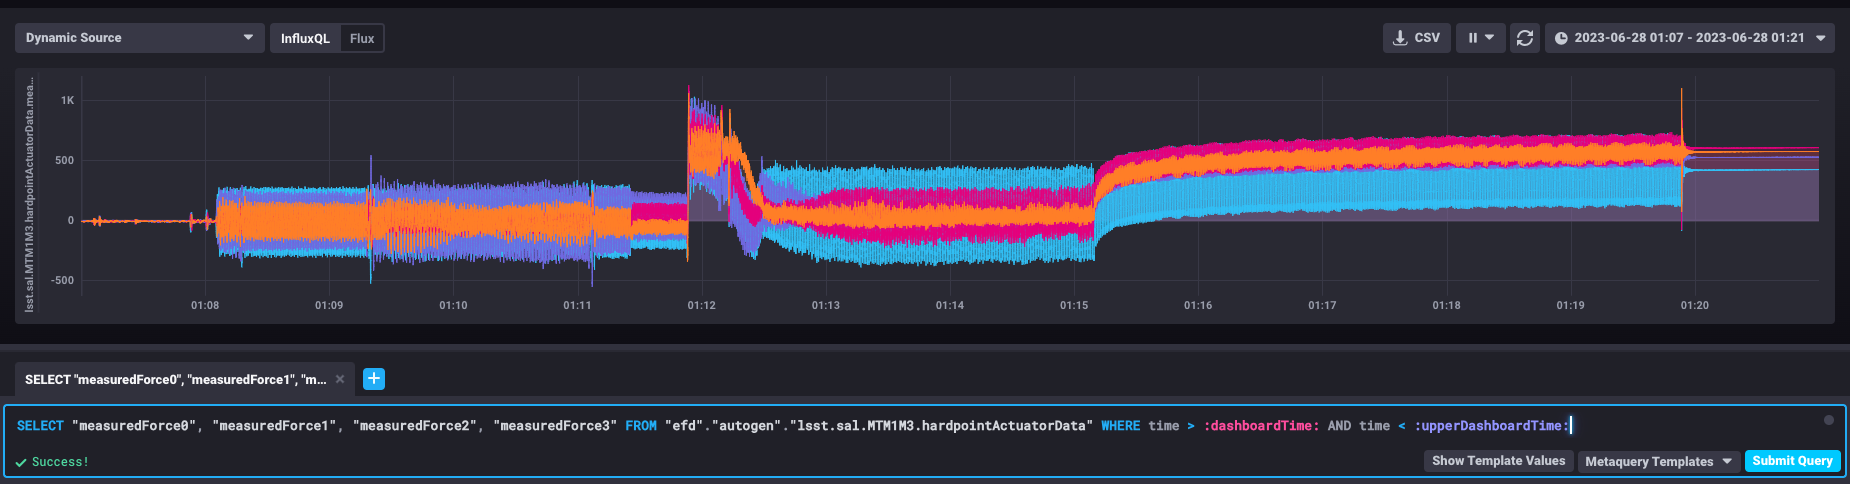 Dynamic Source
InfluxQL Flux
CSV
2023-06-28 01:07 - 2023-06-28 01:21
lsst.sal.MTM1M3.hardpointActuatorData.mea...
1K
500
0
-500
01:08 01:09 01:10 01:11 01:12 01:13 01:14 01:15 01:16 01:17 01:18 01:19 01:20
SELECT "measuredForce0", "measuredForce1", "m...
SELECT "measuredForce0", "measuredForce1", "measuredForce2", "measuredForce3" FROM "efd"."autogen"."lsst.sal.MTM1M3.hardpointActuatorData" WHERE time > :dashboardTime: AND time < :upperDashboardTime:
Success!
Show Template Values Metaquery Templates Submit Query